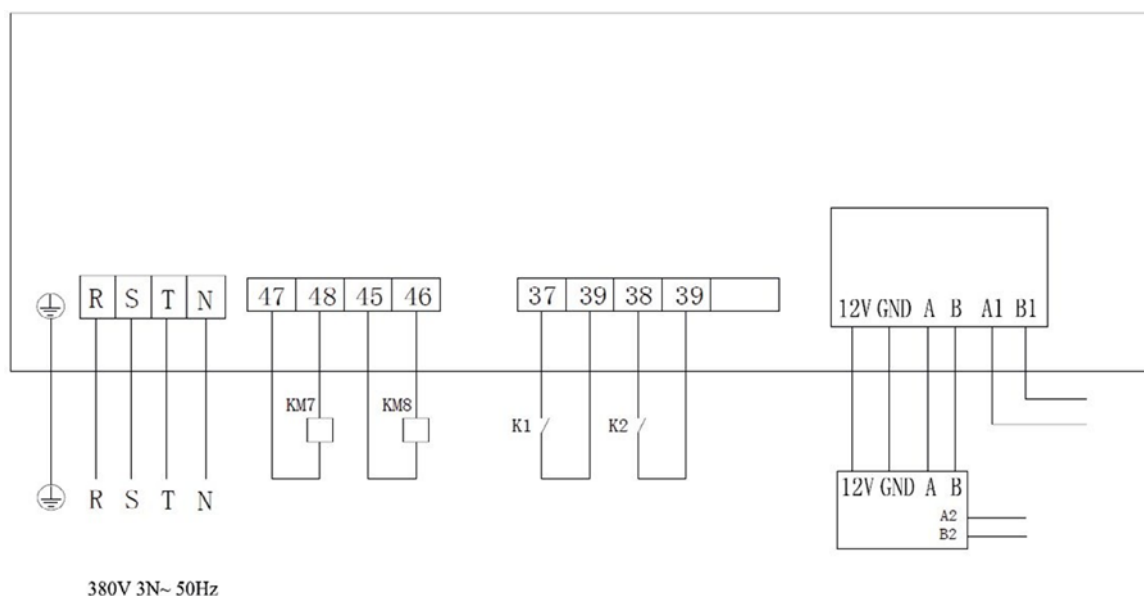 R S T N 47 48 45 46 37 39 38 39
12V GND A B A1 B1
KM7 KM8 K1 K2
R S T N
12V GND A B
A2
B2
380V 3N~ 50Hz